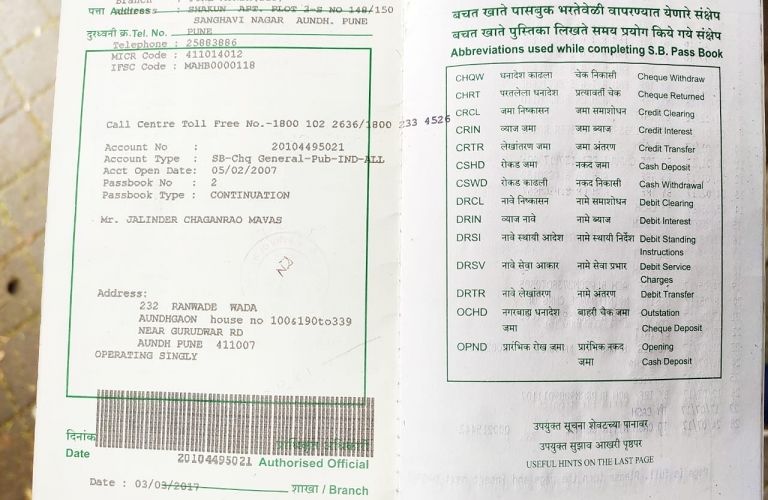 पत्ता Address : SHAKUN APT. PLOT 3-S NO 148/150
SANGHAVI NAGAR AUNDH. PUNE
PUNE
दुरध्वनी क्र.Tel. No.
Telephone : 25883886
MICR Code : 411014012
IFSC Code : MAHB0000118
Call Centre Toll Free No.-1800 102 2636/1800 233 4526
Account No : 20104495021
Account Type : SB-Chq General-Pub-IND-ALL
Acct Open Date: 05/02/2007
Passbook No : 2
Passbook Type : CONTINUATION
Mr. JALINDER CHAGANRAO MAVAS
Address:
232 RANWADE WADA
AUNDHGAON house no 100&190to339
NEAR GURUDWAR RD
AUNDH PUNE 411007
OPERATING SINGLY
दिनांक
Date
20104495021 Authorised Official
Date : 03/03/2017 शाखा / Branch
बचत खाते पासबुक भरतेवेळी वापरण्यात येणारे संक्षेप
बचत खाते पुस्तिका लिखते समय प्रयोग किये गये संक्षेप
Abbreviations used while completing S.B. Pass Book
CHQW धनादेश काढला चेक निकासी Cheque Withdraw
CHRT परतलेला धनादेश प्रत्यावर्ती चेक Cheque Returned
CRCL जमा निष्कासन जमा समाशोधन Credit Clearing
CRIN व्याज जमा जमा ब्याज Credit Interest
CRTR लेखांतरण जमा जमा अंतरण Credit Transfer
CSHD रोकड जमा नकद जमा Cash Deposit
CSWD रोकड काढली नकद निकासी Cash Withdrawal
DRCL नावे निष्कासन नामे समाशोधन Debit Clearing
DRIN व्याज नावे नामे ब्याज Debit Interest
DRSI नावे स्थायी आदेश नामे स्थायी निर्देश Debit Standing
Instructions
DRSV नावे सेवा आकार नामे सेवा प्रभार Debit Service
Charges
DRTR नावे लेखांतरण नामे अंतरण Debit Transfer
OCHD नगरबाह्य धनादेश बाहरी चेक जमा Outstation
जमा Cheque Deposit
OPND प्रारंभिक रोख जमा प्रारंभिक नकद Opening
जमा Cash Deposit
उपयुक्त सूचना शेवटच्या पानावर
उपयुक्त सुझाव आखरी पृष्ठपर
USEFUL HINTS ON THE LAST PAGE